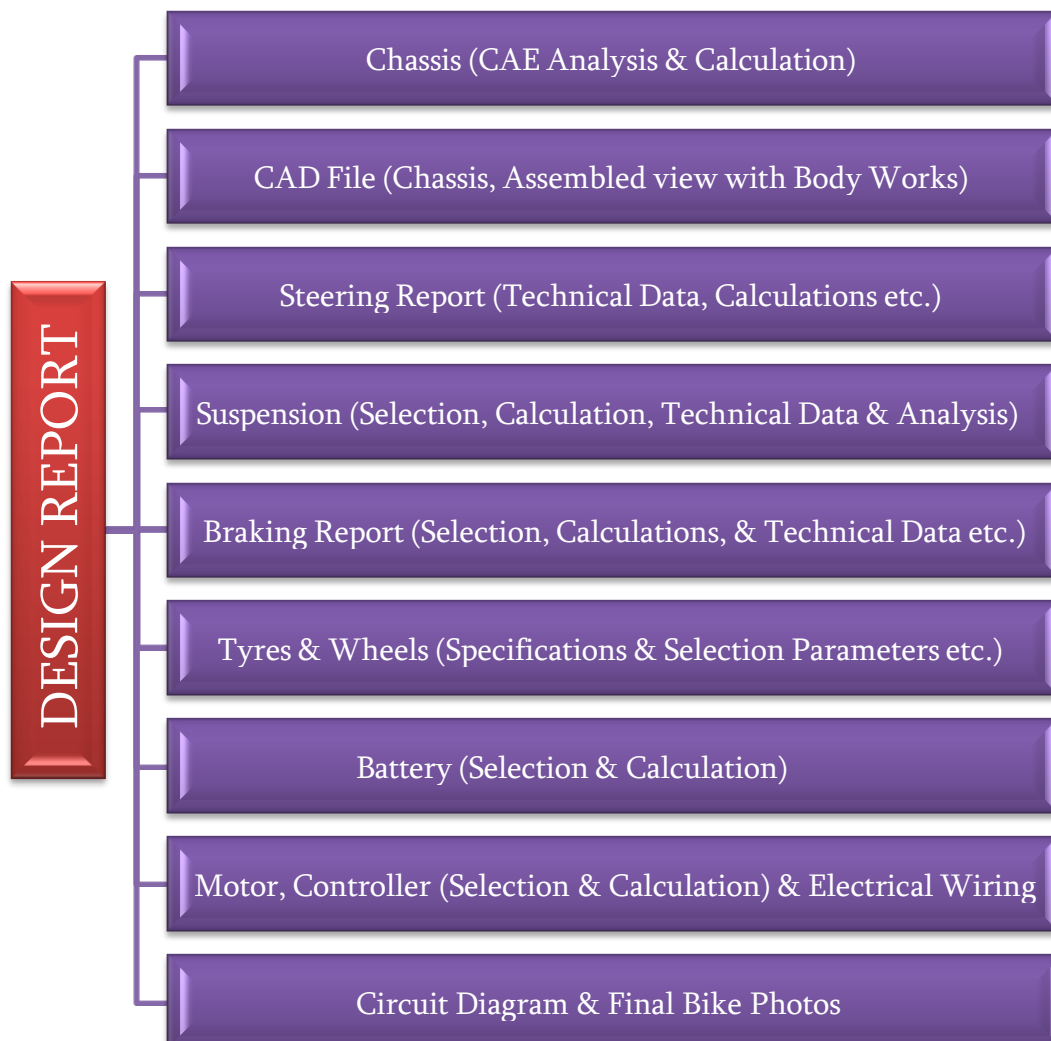 DESIGN REPORT
Chassis (CAE Analysis & Calculation)
CAD File (Chassis, Assembled view with Body Works)
Steering Report (Technical Data, Calculations etc.)
Suspension (Selection, Calculation, Technical Data & Analysis)
Braking Report (Selection, Calculations, & Technical Data etc.)
Tyres & Wheels (Specifications & Selection Parameters etc.)
Battery (Selection & Calculation)
Motor, Controller (Selection & Calculation) & Electrical Wiring
Circuit Diagram & Final Bike Photos